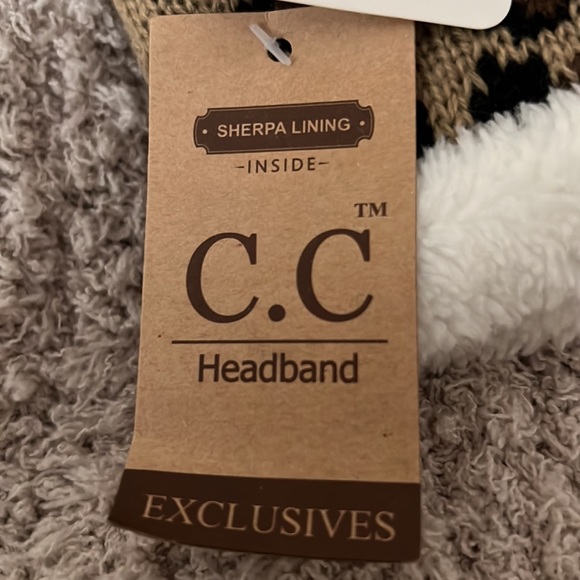 SHERPA LINING
-INSIDE-
C.C™
Headband
EXCLUSIVES